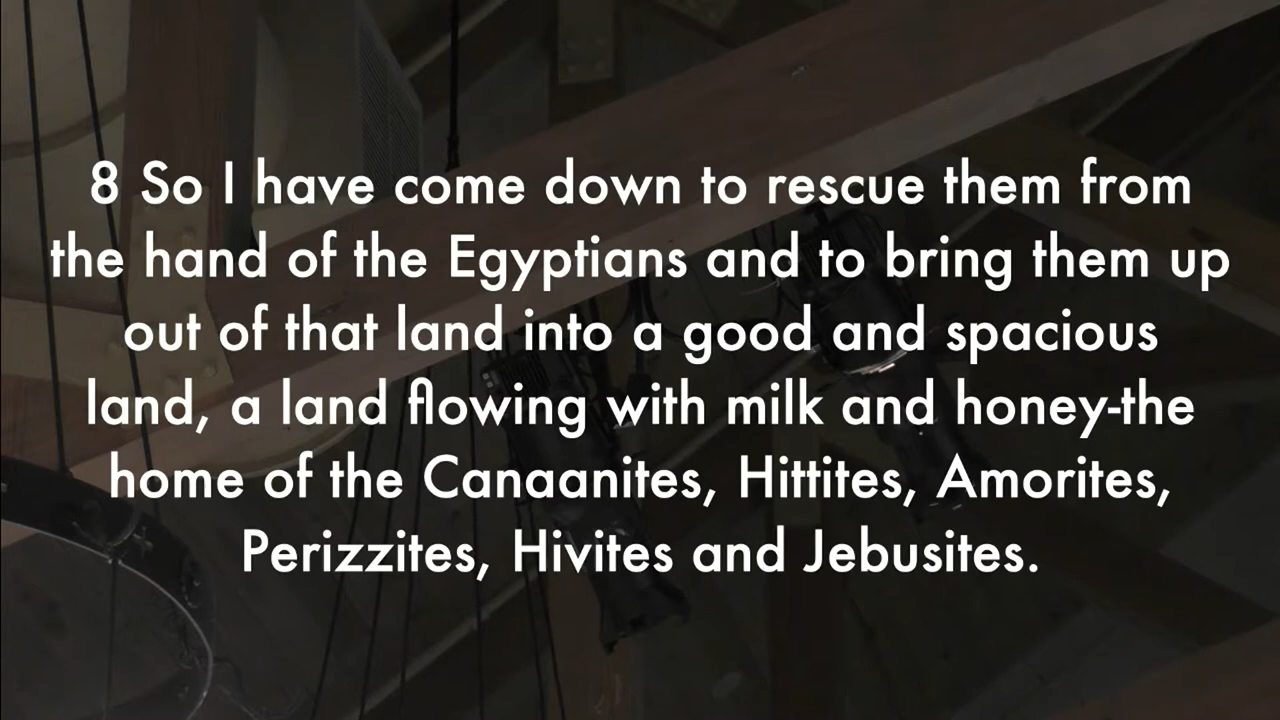 8 So I have come down to rescue them from
the hand of the Egyptians and to bring them up
out of that land into a good and spacious
land, a land flowing with milk and honey-the
home of the Canaanites, Hittites, Amorites,
Perizzites, Hivites and Jebusites.